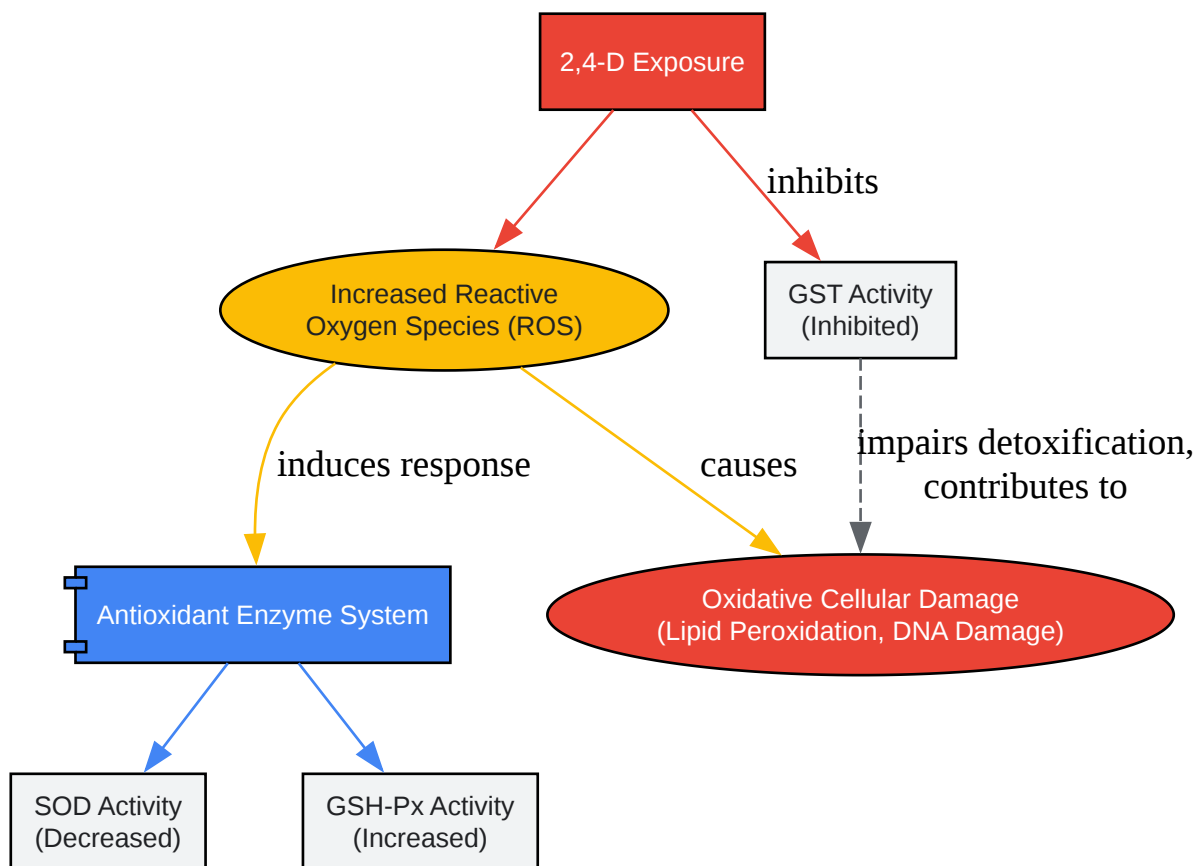 2,4-D Exposure
inhibits
Increased Reactive
Oxygen Species (ROS)
GST Activity
(Inhibited)
induces response
causes
impairs detoxification,
contributes to
Antioxidant Enzyme System
Oxidative Cellular Damage
(Lipid Peroxidation, DNA Damage)
SOD Activity
(Decreased)
GSH-Px Activity
(Increased)